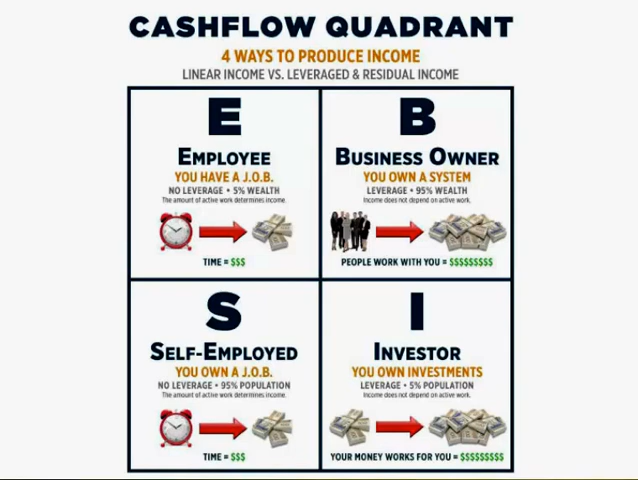 CASHFLOW QUADRANT
4 WAYS TO PRODUCE INCOME
LINEAR INCOME VS. LEVERAGED & RESIDUAL INCOME
E
EMPLOYEE
YOU HAVE A J.O.B.
NO LEVERAGE • 5% WEALTH
The amount of active work determines income.
TIME = $$$
B
BUSINESS OWNER
YOU OWN A SYSTEM
LEVERAGE • 95% WEALTH
Income does not depend on active work.
PEOPLE WORK WITH YOU = $$$$$$$$$
S
SELF-EMPLOYED
YOU OWN A J.O.B.
NO LEVERAGE • 95% POPULATION
The amount of active work determines income.
TIME = $$$
I
INVESTOR
YOU OWN INVESTMENTS
LEVERAGE • 5% POPULATION
Income does not depend on active work.
YOUR MONEY WORKS FOR YOU = $$$$$$$$$